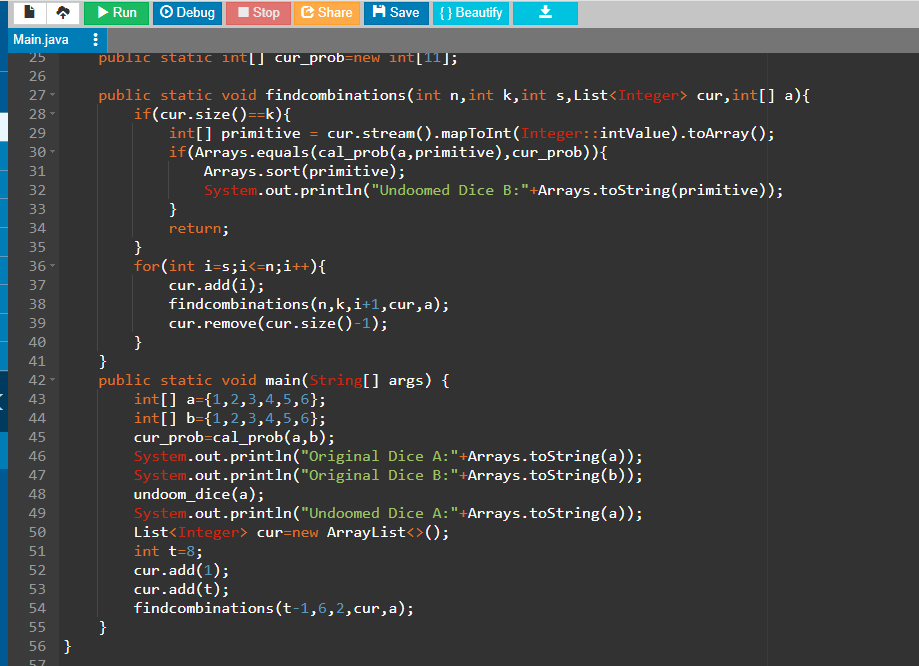 Run Debug Stop Share Save { } Beautify
Main.java
25 public static int[] cur_prob=new int[11];
26
27 public static void findcombinations(int n,int k,int s,List<Integer> cur,int[] a){
28 if(cur.size()==k){
29 int[] primitive = cur.stream().mapToInt(Integer::intValue).toArray();
30 if(Arrays.equals(cal_prob(a,primitive),cur_prob)){
31 Arrays.sort(primitive);
32 System.out.println("Undoomed Dice B:"+Arrays.toString(primitive));
33 }
34 return;
35 }
36 for(int i=s;i<=n;i++){
37 cur.add(i);
38 findcombinations(n,k,i+1,cur,a);
39 cur.remove(cur.size()-1);
40 }
41 }
42 public static void main(String[] args) {
43 int[] a={1,2,3,4,5,6};
44 int[] b={1,2,3,4,5,6};
45 cur_prob=cal_prob(a,b);
46 System.out.println("Original Dice A:"+Arrays.toString(a));
47 System.out.println("Original Dice B:"+Arrays.toString(b));
48 undoom_dice(a);
49 System.out.println("Undoomed Dice A:"+Arrays.toString(a));
50 List<Integer> cur=new ArrayList<>();
51 int t=8;
52 cur.add(1);
53 cur.add(t);
54 findcombinations(t-1,6,2,cur,a);
55 }
56 }
57